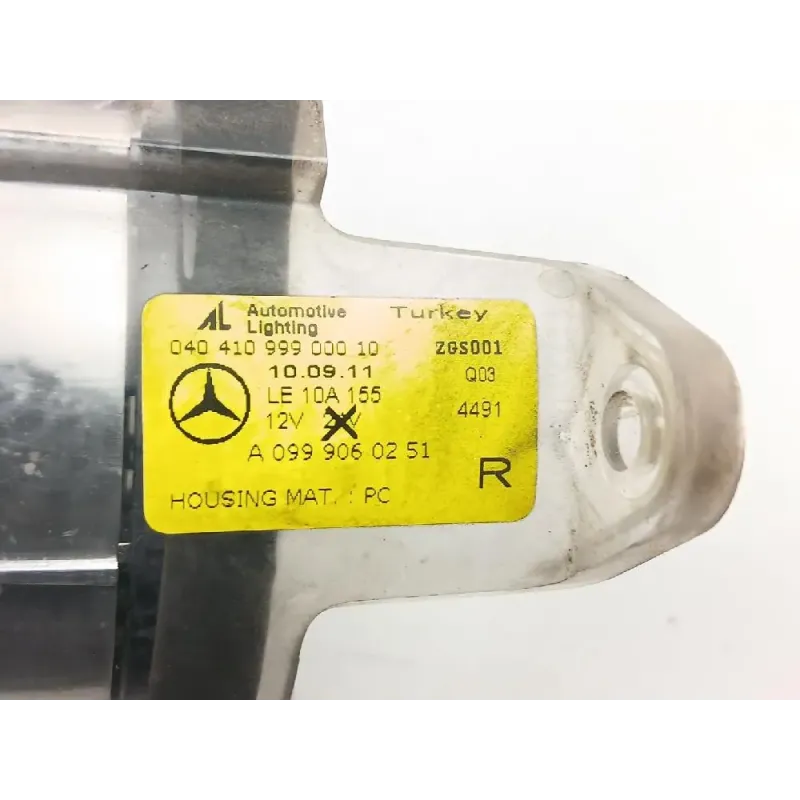 AL Automotive Lighting Turkey
040 410 999 000 10 ZGS001
10.09.11 Q03
LE 10A 155
12V 4491
A 099 906 02 51
R
HOUSING MAT. : PC